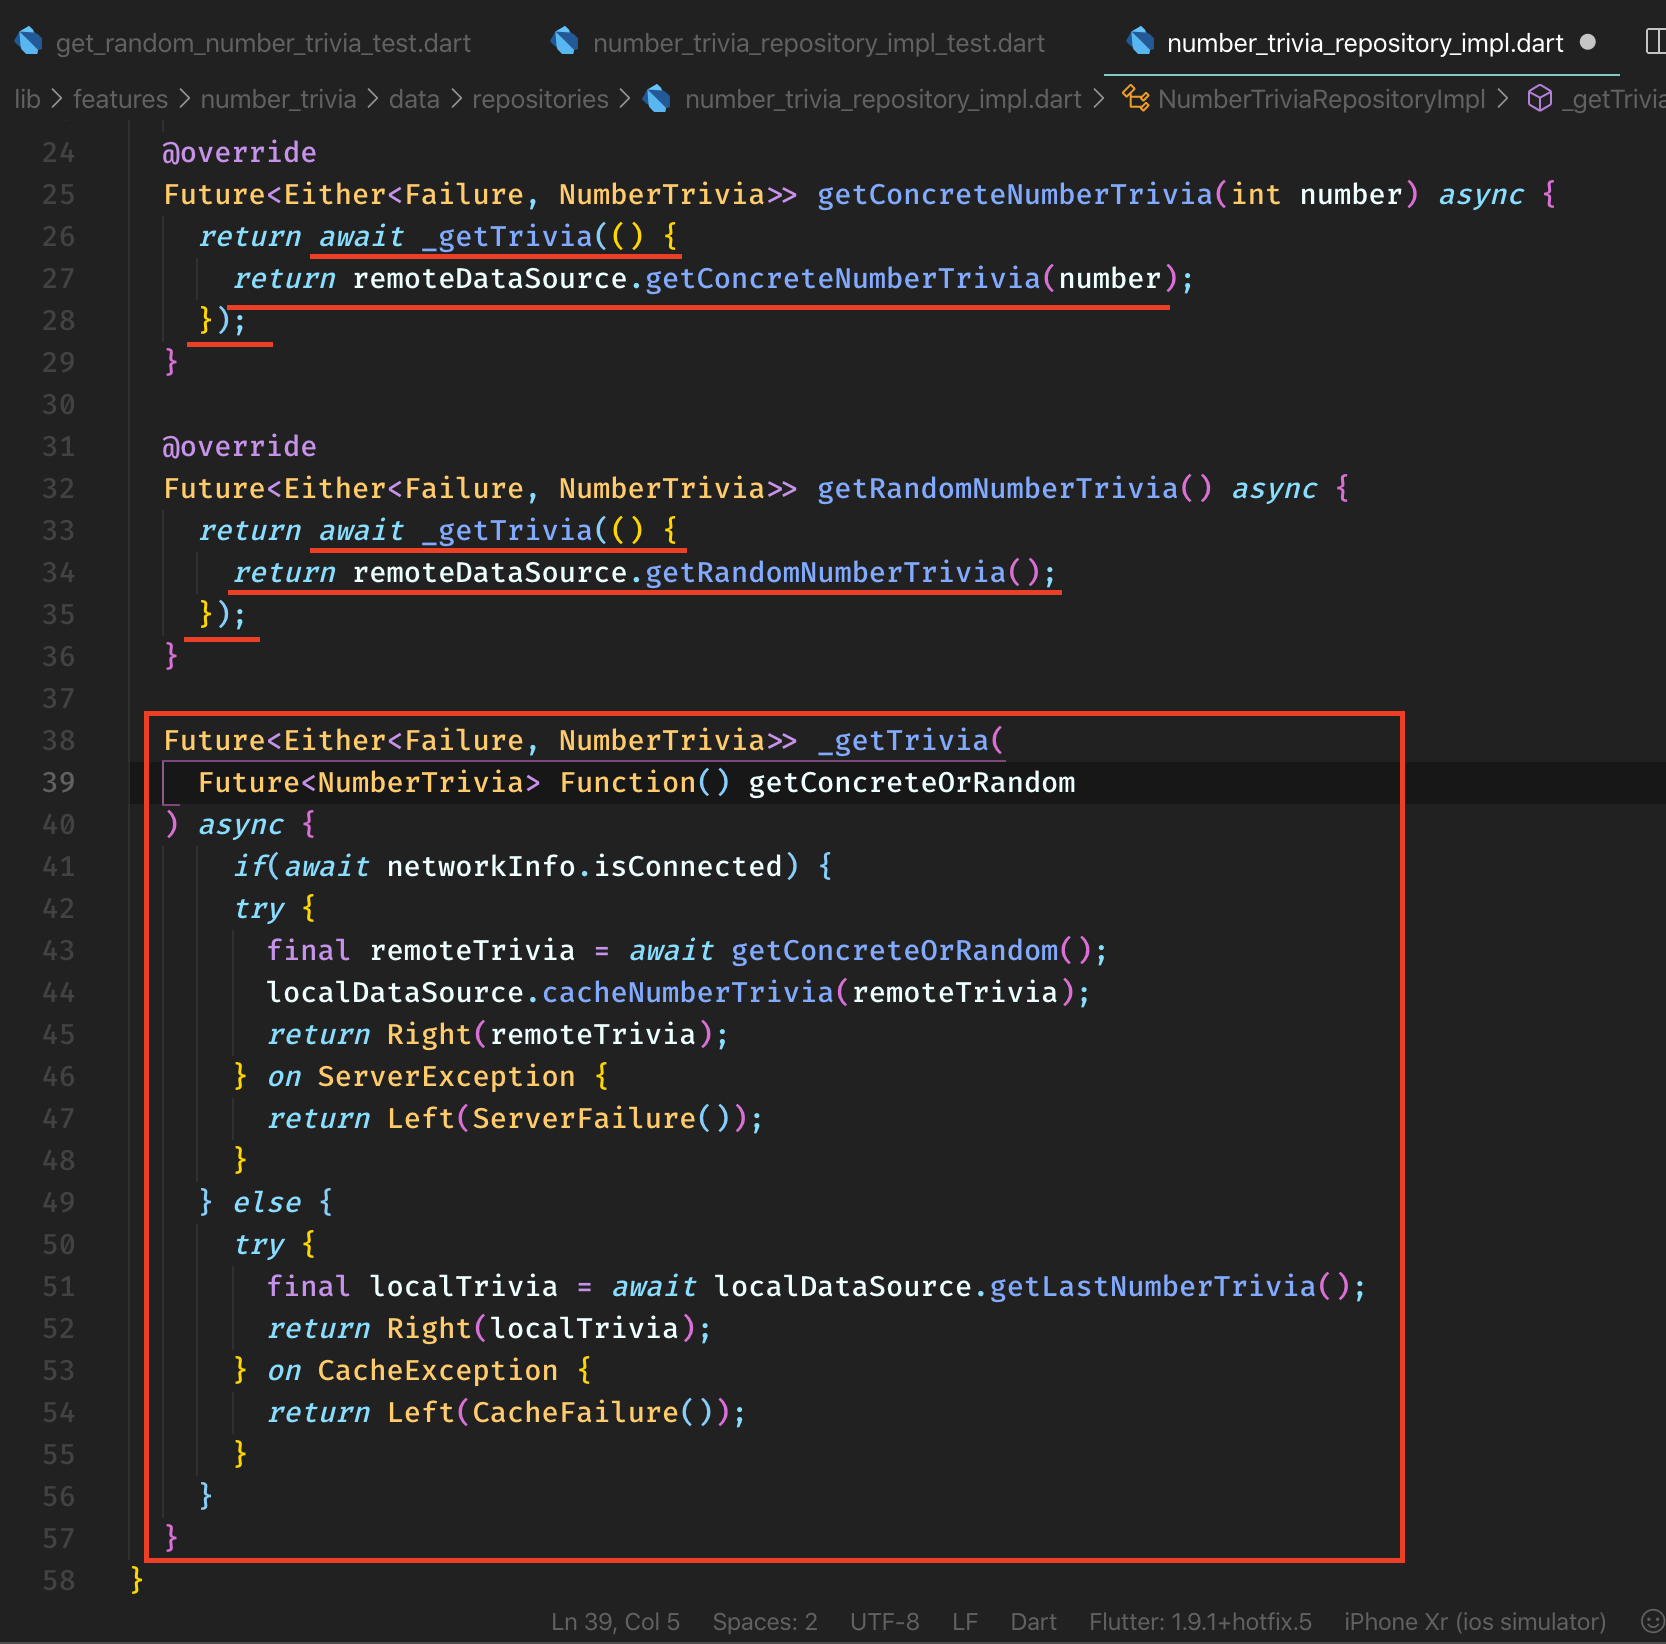 get_random_number_trivia_test.dart number_trivia_repository_impl_test.dart number_trivia_repository_impl.dart
lib > features > number_trivia > data > repositories > number_trivia_repository_impl.dart > NumberTriviaRepositoryImpl > _getTrivia
24 @override
25 Future<Either<Failure, NumberTrivia>> getConcreteNumberTrivia(int number) async {
26 return await _getTrivia(() {
27 return remoteDataSource.getConcreteNumberTrivia(number);
28 });
29 }
30
31 @override
32 Future<Either<Failure, NumberTrivia>> getRandomNumberTrivia() async {
33 return await _getTrivia(() {
34 return remoteDataSource.getRandomNumberTrivia();
35 });
36 }
37
38 Future<Either<Failure, NumberTrivia>> _getTrivia(
39 Future<NumberTrivia> Function() getConcreteOrRandom
40 ) async {
41 if(await networkInfo.isConnected) {
42 try {
43 final remoteTrivia = await getConcreteOrRandom();
44 localDataSource.cacheNumberTrivia(remoteTrivia);
45 return Right(remoteTrivia);
46 } on ServerException {
47 return Left(ServerFailure());
48 }
49 } else {
50 try {
51 final localTrivia = await localDataSource.getLastNumberTrivia();
52 return Right(localTrivia);
53 } on CacheException {
54 return Left(CacheFailure());
55 }
56 }
57 }
58 }
Ln 39, Col 5 Spaces: 2 UTF-8 LF Dart Flutter: 1.9.1+hotfix.5 iPhone Xr (ios simulator)